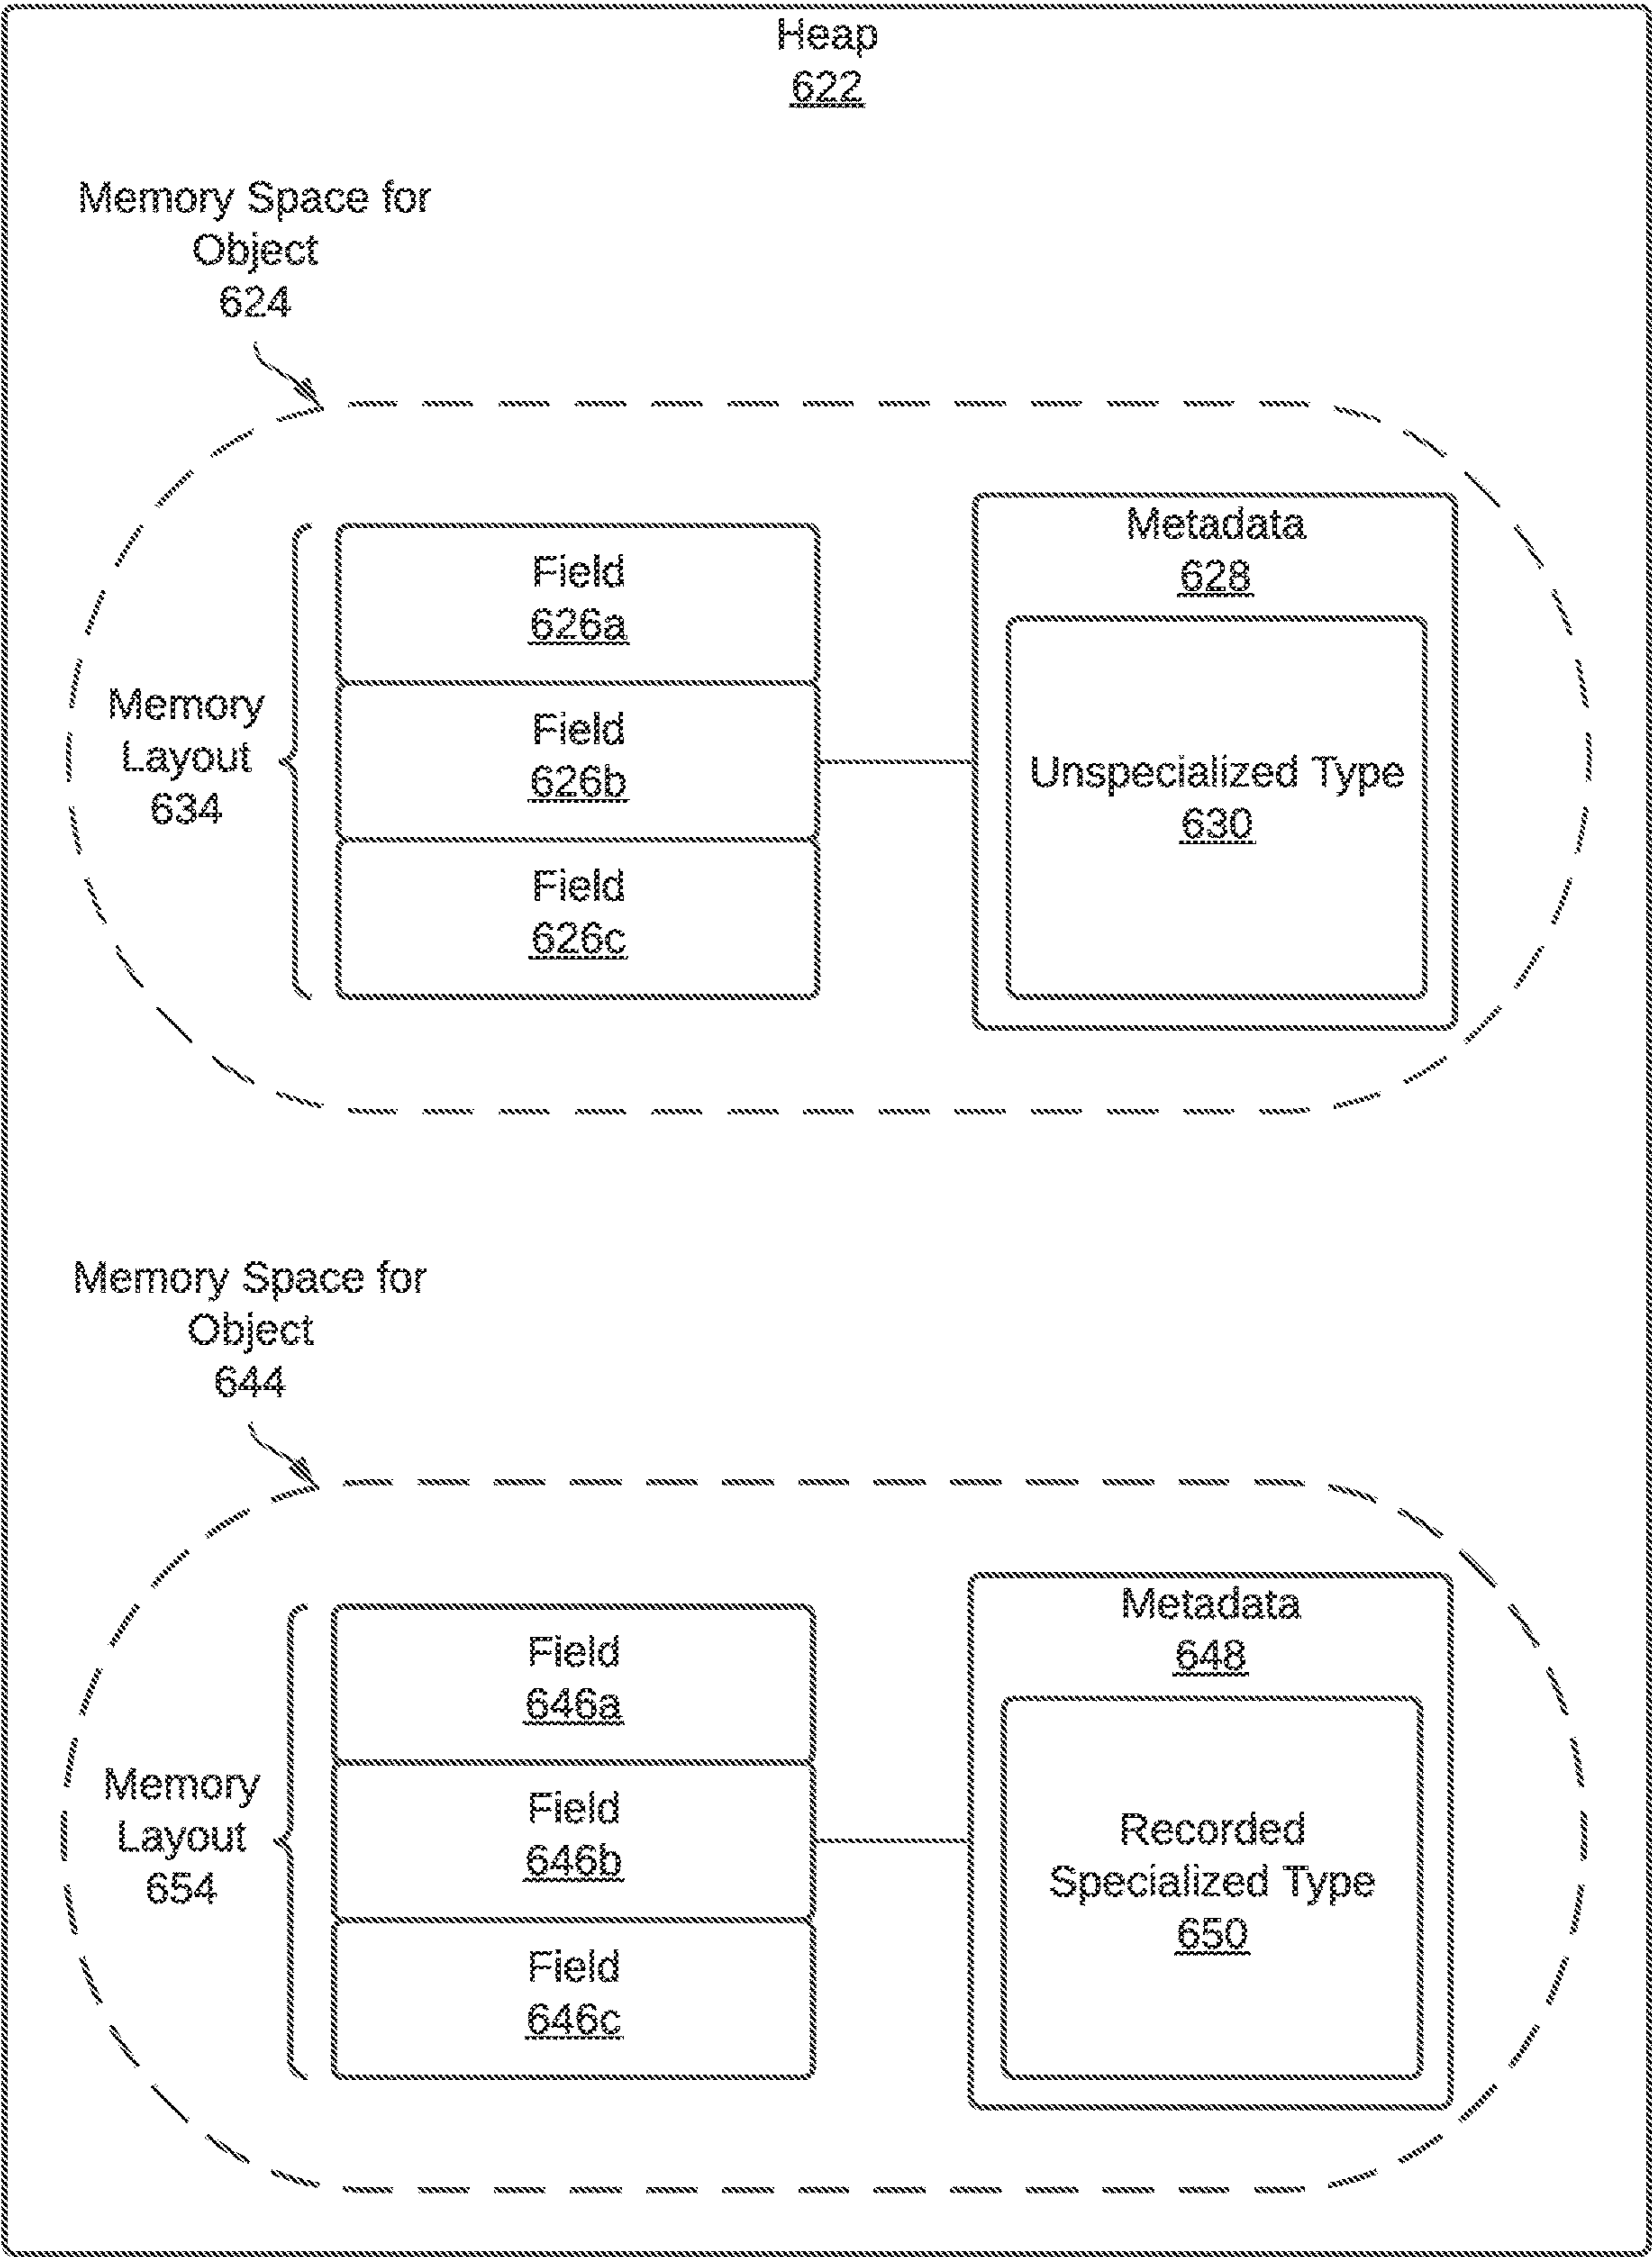 Heap
622
Memory Space for
Object
624
Metadata
628
Field
626a
Memory
Layout
634
Field
626b
Unspecialized Type
630
Field
626c
Memory Space for
Object
644
Metadata
648
Field
646a
Memory
Layout
654
Field
646b
Recorded
Specialized Type
650
Field
646c